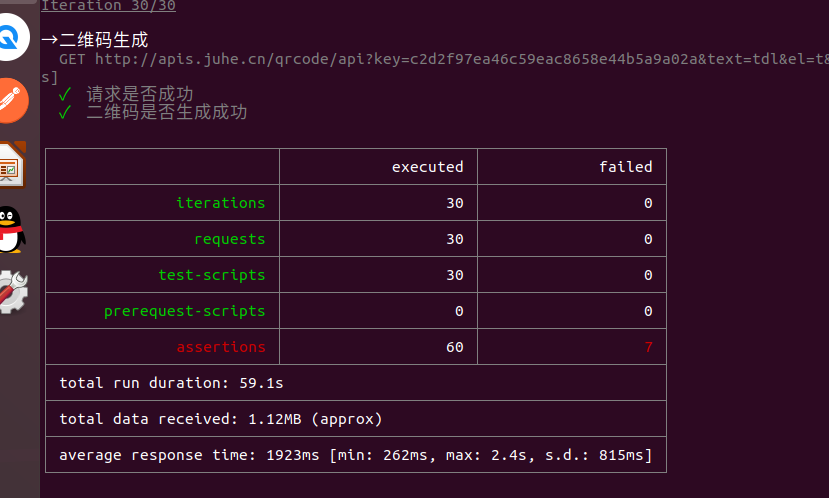 Iteration 30/30
→二维码生成
GET http://apis.juhe.cn/qrcode/api?key=c2d2f97ea46c59eac8658e44b5a9a02a&text=tdl&el=t&
s]
✓ 请求是否成功
✓ 二维码是否生成成功
executed failed
iterations 30 0
requests 30 0
test-scripts 30 0
prerequest-scripts 0 0
assertions 60 7
total run duration: 59.1s
total data received: 1.12MB (approx)
average response time: 1923ms [min: 262ms, max: 2.4s, s.d.: 815ms]